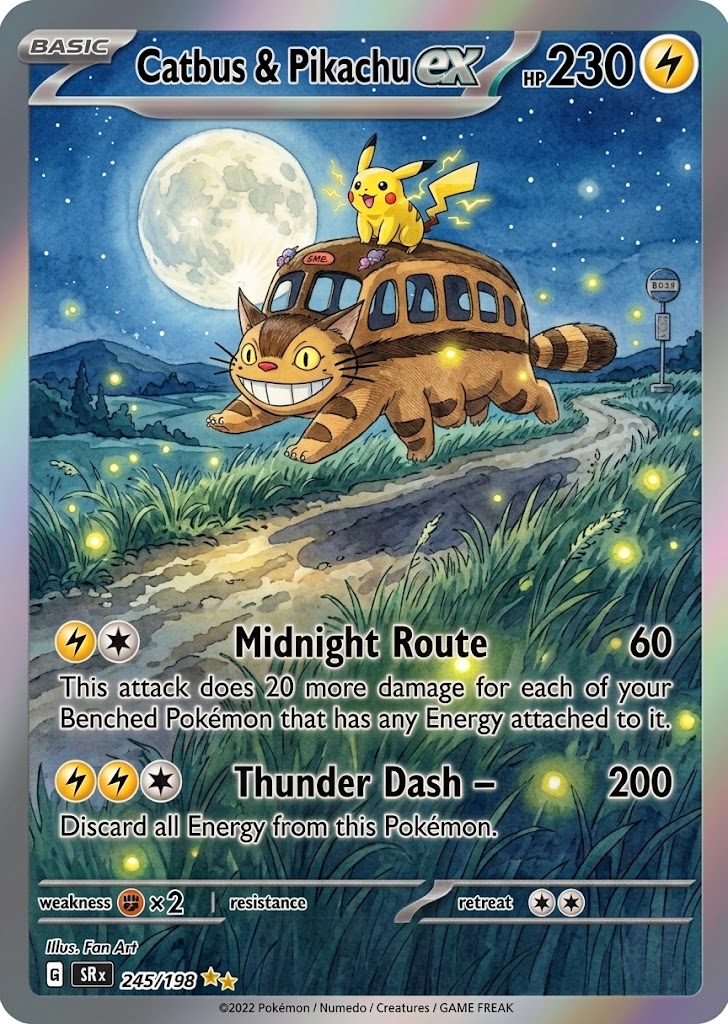 BASIC
Catbus & Pikachu ex HP 230
SME.
BO39
Midnight Route 60
This attack does 20 more damage for each of your
Benched Pokémon that has any Energy attached to it.
Thunder Dash – 200
Discard all Energy from this Pokémon.
weakness ×2 resistance retreat
Illus. Fan Art
G SRx 245/198
©2022 Pokémon / Numedo / Creatures / GAME FREAK